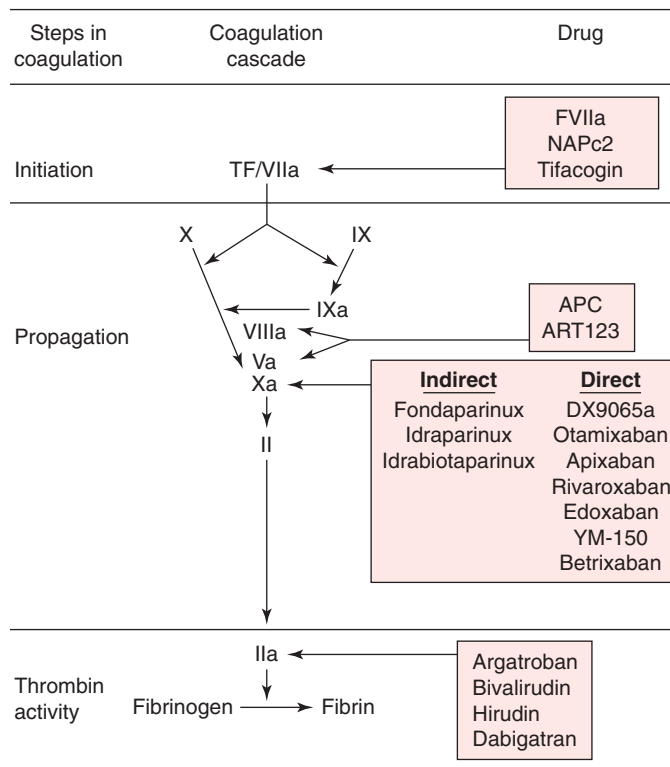 Steps in
coagulation
Coagulation
cascade
Drug
Initiation
TF/VIIa
FVIIa
NAPc2
Tifacogin
Propagation
X
IX
IXa
VIIIa
Va
Xa
II
APC
ART123
Indirect
Fondaparinux
Idraparinux
Idrabiotaparinux
Direct
DX9065a
Otamixaban
Apixaban
Rivaroxaban
Edoxaban
YM-150
Betrixaban
Thrombin
activity
IIa
Fibrinogen
Fibrin
Argatroban
Bivalirudin
Hirudin
Dabigatran